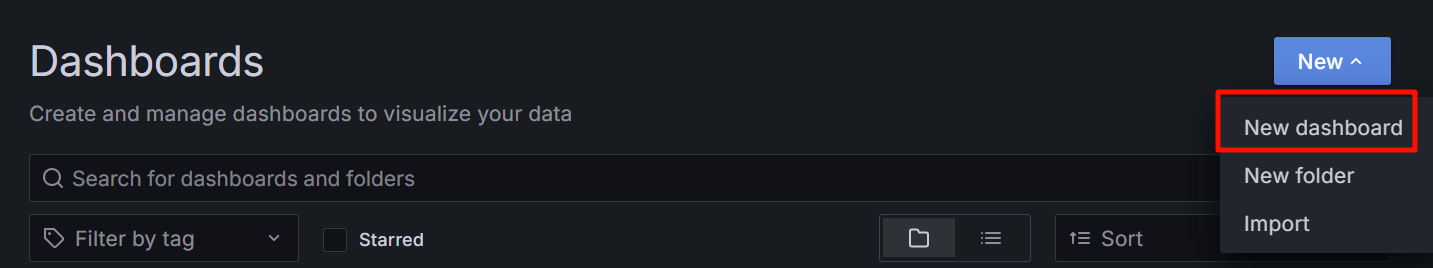 Dashboards
New
Create and manage dashboards to visualize your data
New dashboard
Search for dashboards and folders
New folder
Filter by tag
Starred
Sort
Import